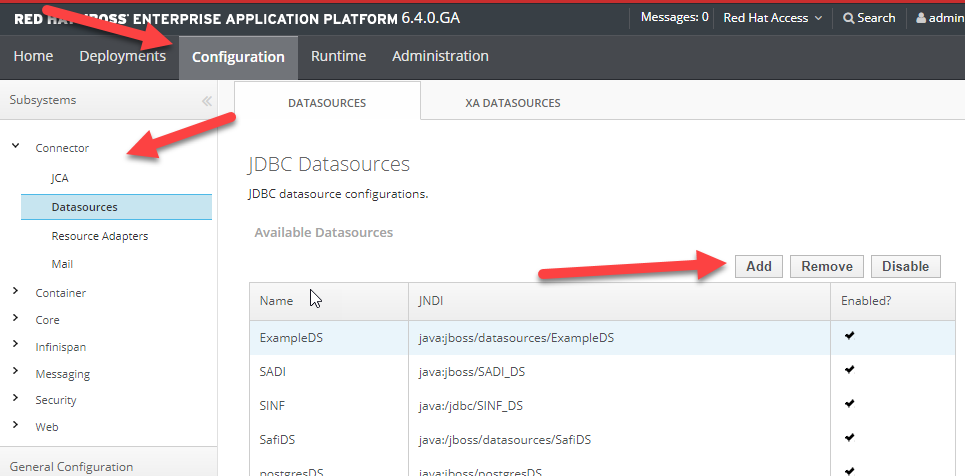 RED HAT JBOSS ENTERPRISE APPLICATION PLATFORM 6.4.0.GA
Messages: 0
Red Hat Access
Search
admin
Home
Deployments
Configuration
Runtime
Administration
Subsystems
DATASOURCES
XA DATASOURCES
Connector
JCA
Datasources
Resource Adapters
Mail
Container
Core
Infinispan
Messaging
Security
Web
General Configuration
JDBC Datasources
JDBC datasource configurations.
Available Datasources
Add
Remove
Disable
Name
JNDI
Enabled?
ExampleDS
java:jboss/datasources/ExampleDS
SADI
java:jboss/SADI_DS
SINF
java:/jdbc/SINF_DS
SafiDS
java:/jboss/datasources/SafiDS
postgresDS
java:jboss/postgresDS